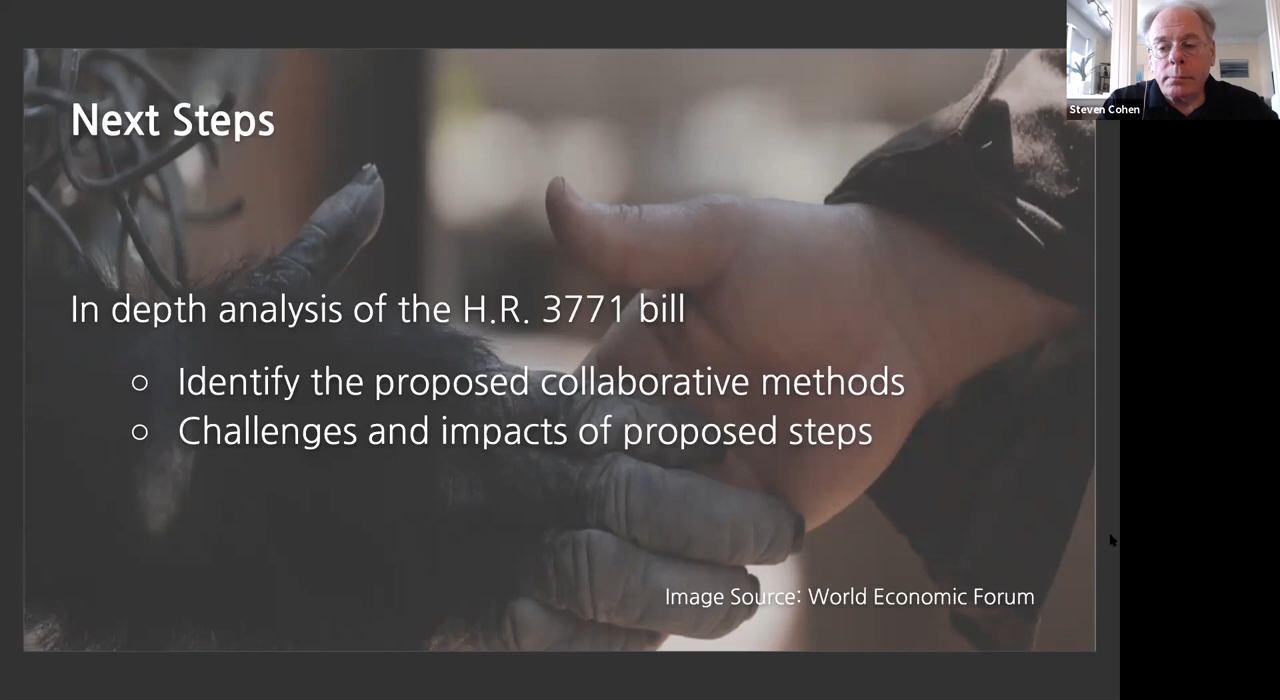 Next Steps
Steven Cohen
In depth analysis of the H.R. 3771 bill
○ Identify the proposed collaborative methods
○ Challenges and impacts of proposed steps
Image Source: World Economic Forum